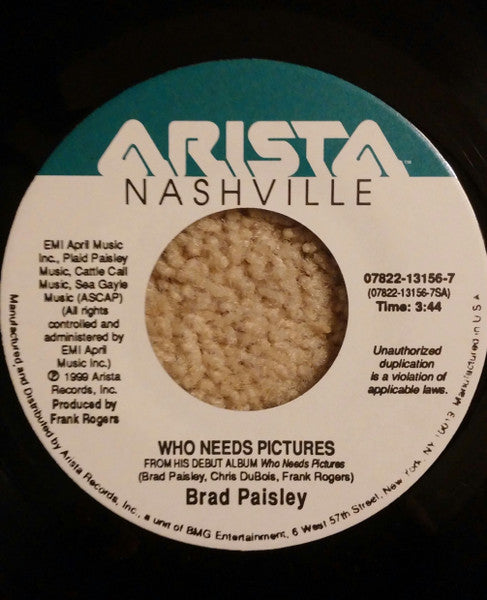 ARISTA™
NASHVILLE
EMI April Music
Inc., Plaid Paisley
Music, Cattle Call
Music, Sea Gayle
Music (ASCAP)
(All rights
controlled and
administered by
EMI April
Music Inc.)
℗ 1999 Arista
Records, Inc.
Produced by
Frank Rogers
07822-13156-7
(07822-13156-7SA)
Time: 3:44
Unauthorized
duplication
is a violation of
applicable laws.
WHO NEEDS PICTURES
FROM HIS DEBUT ALBUM Who Needs Pictures
(Brad Paisley, Chris DuBois, Frank Rogers)
Brad Paisley
Manufactured, and Distributed by Arista Records, Inc., a unit of BMG Entertainment, 6 West 57th Street, New York, NY 10019 Manufactured in U S A